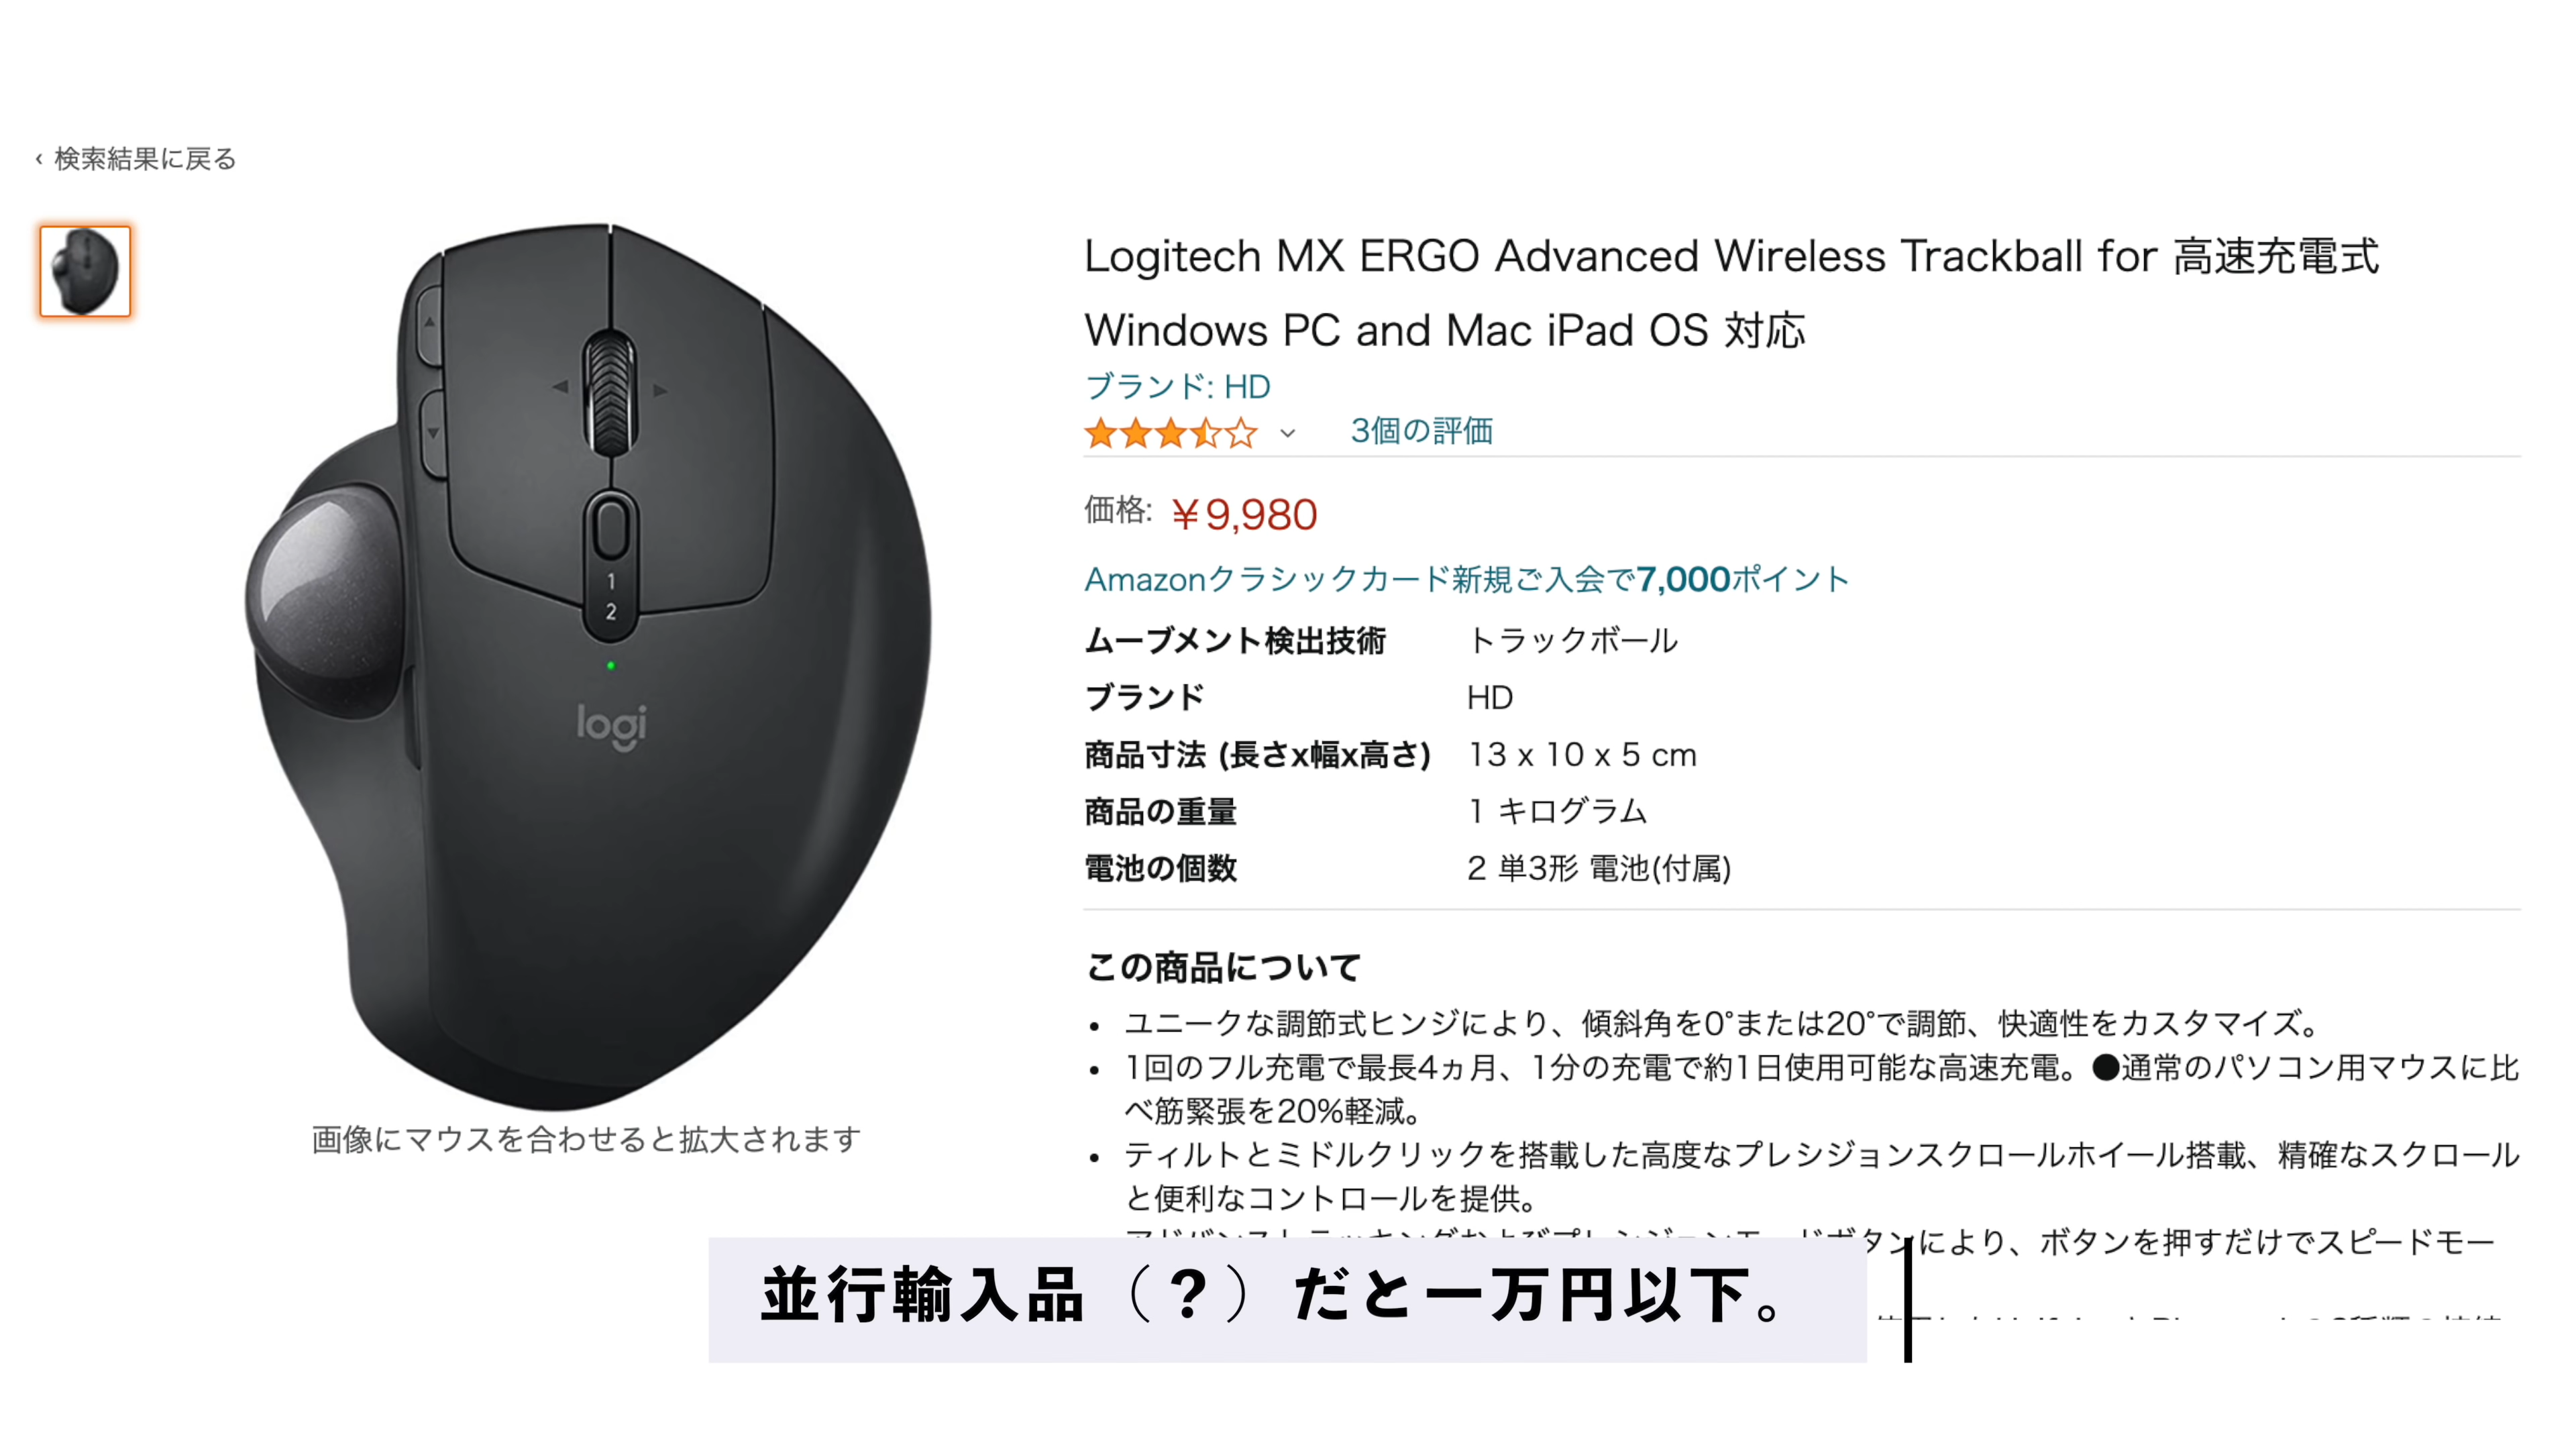 ‹ 検索結果に戻る
Logitech MX ERGO Advanced Wireless Trackball for 高速充電式
Windows PC and Mac iPad OS 対応
ブランド: HD
3個の評価
価格: ￥9,980
Amazonクラシックカード新規ご入会で7,000ポイント
ムーブメント検出技術 トラックボール
ブランド HD
商品寸法 (長さx幅x高さ) 13 x 10 x 5 cm
商品の重量 1 キログラム
電池の個数 2 単3形 電池(付属)
この商品について
• ユニークな調節式ヒンジにより、傾斜角を0°または20°で調節、快適性をカスタマイズ。
• 1回のフル充電で最長4ヵ月、1分の充電で約1日使用可能な高速充電。●通常のパソコン用マウスに比
べ筋緊張を20%軽減。
• ティルトとミドルクリックを搭載した高度なプレシジョンスクロールホイール搭載、精確なスクロール
と便利なコントロールを提供。
ボタンにより、ボタンを押すだけでスピードモー
1
2
logi
画像にマウスを合わせると拡大されます
並行輸入品（？）だと一万円以下。